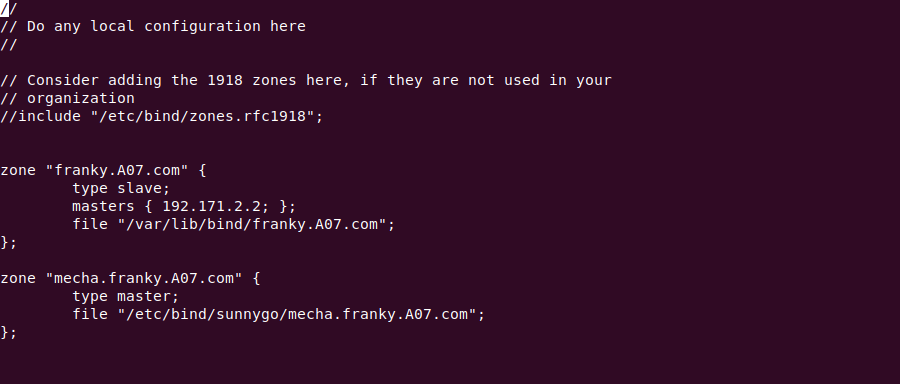 //
// Do any local configuration here
//
// Consider adding the 1918 zones here, if they are not used in your
// organization
//include "/etc/bind/zones.rfc1918";
zone "franky.A07.com" {
        type slave;
        masters { 192.171.2.2; };
        file "/var/lib/bind/franky.A07.com";
};
zone "mecha.franky.A07.com" {
        type master;
        file "/etc/bind/sunnygo/mecha.franky.A07.com";
};